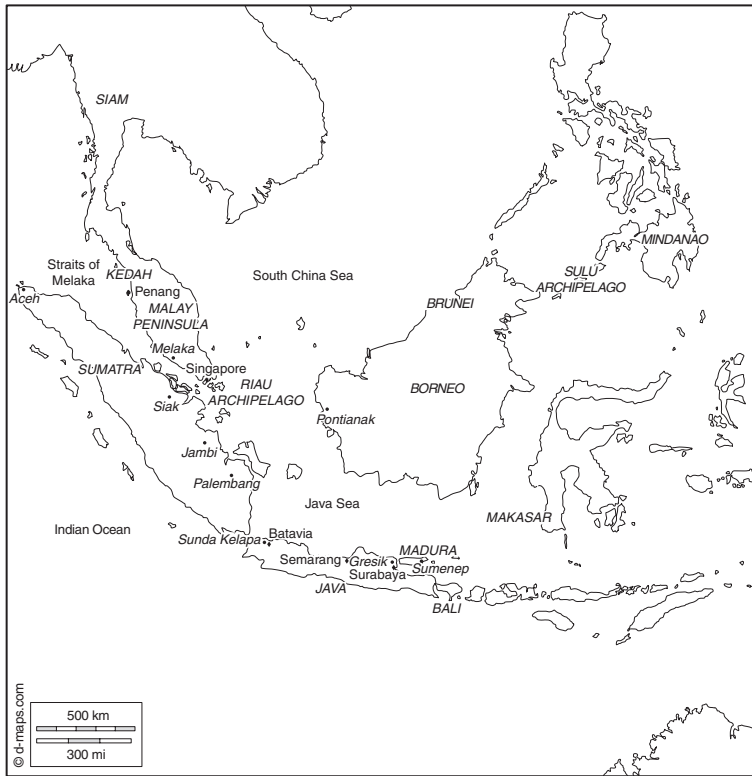 SIAM
Straits of
Melaka
KEDAH
Penang
Aceh
MALAY
PENINSULA
South China Sea
MINDANAO
SULU
ARCHIPELAGO
BRUNEI
Melaka
SUMATRA
Singapore
RIAU
ARCHIPELAGO
BORNEO
Siak
Pontianak
Jambi
Palembang
Java Sea
MAKASAR
Indian Ocean
Sunda Kelapa
Batavia
Semarang
Gresik
MADURA
Surabaya
Sumenep
JAVA
BALI
500 km
300 mi
© d-maps.com